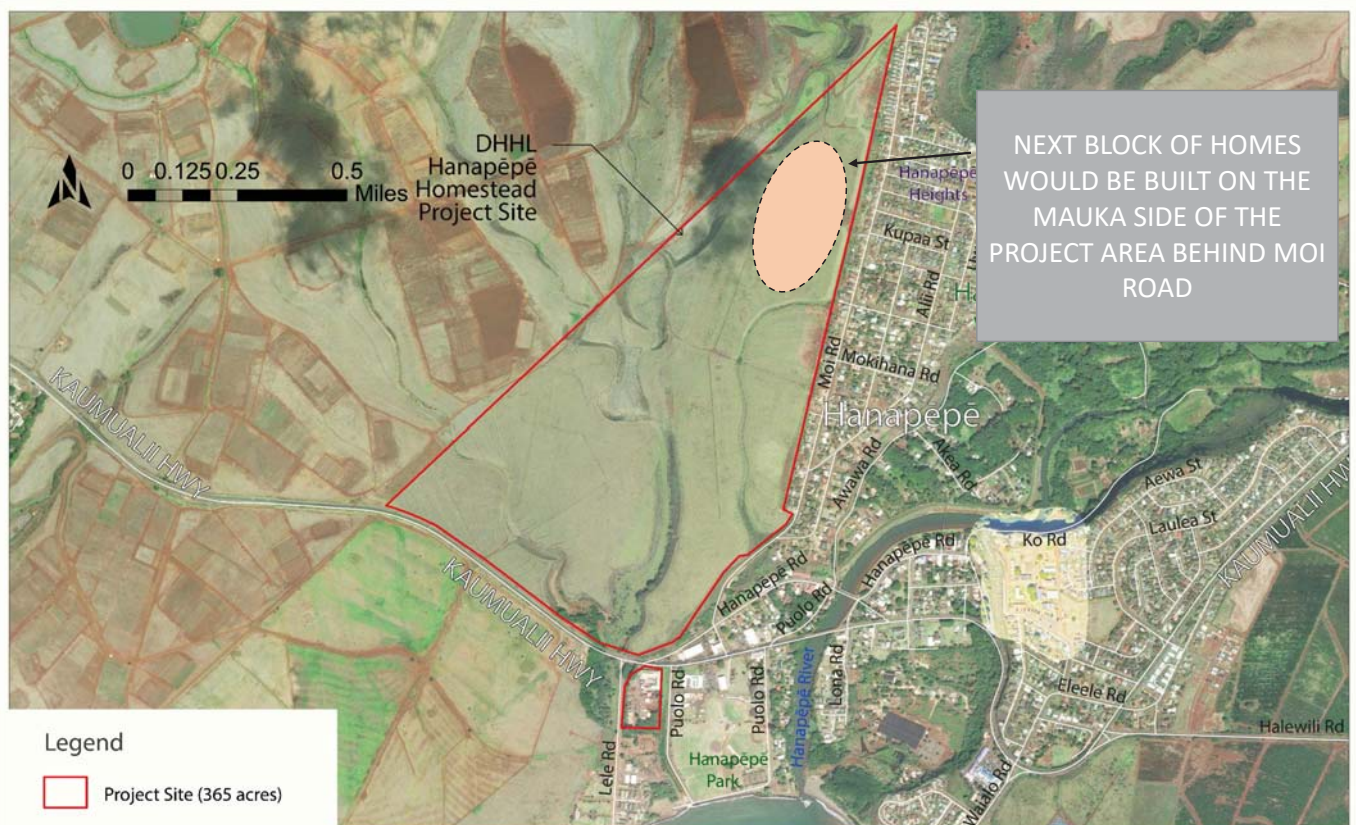 DHHL
Hanapēpē
Homestead
Project Site
0 0.125 0.25 0.5
Miles
N
NEXT BLOCK OF HOMES
WOULD BE BUILT ON THE
MAUKA SIDE OF THE
PROJECT AREA BEHIND MOI
ROAD
Hanapēpē
Heights
Kupaa St
Alii Rd
Moi Rd
Mokihana Rd
Hanapepe
Awawa Rd
Akea Rd
KAUMUALII HWY
Aewa St
Laulea St
KAUMUALII HWY
Ko Rd
Hanapēpē Rd
Hanapēpē Rd
Puolo Rd
KAUMUALII HWY
Puolo Rd
Puolo Rd
Hanapēpē River
Lona Rd
Eleele Rd
Halewili Rd
Lele Rd
Hanapēpē
Park
Waialo Rd
Legend
Project Site (365 acres)